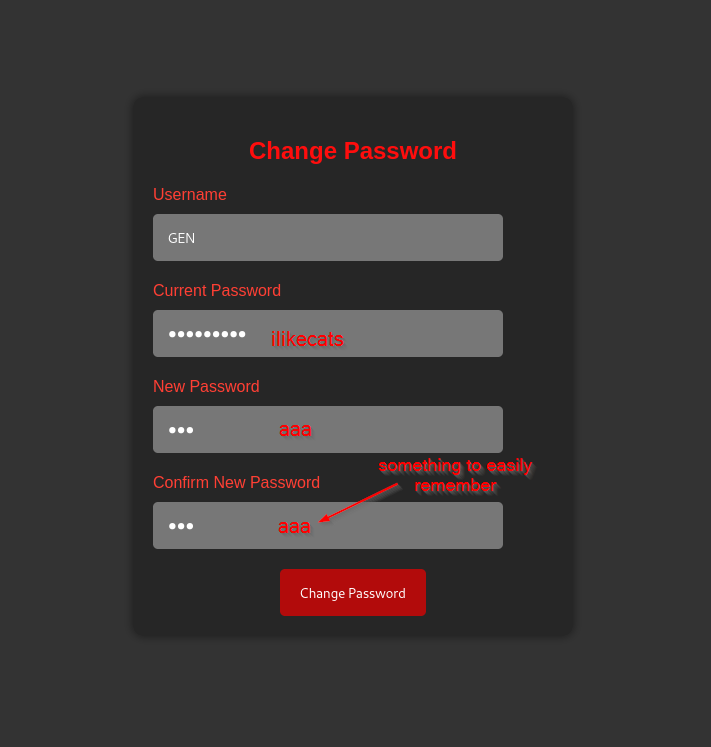 Change Password
Username
GEN
Current Password
••••••••• ilikecats
New Password
••• aaa
something to easily
remember
Confirm New Password
••• aaa
Change Password